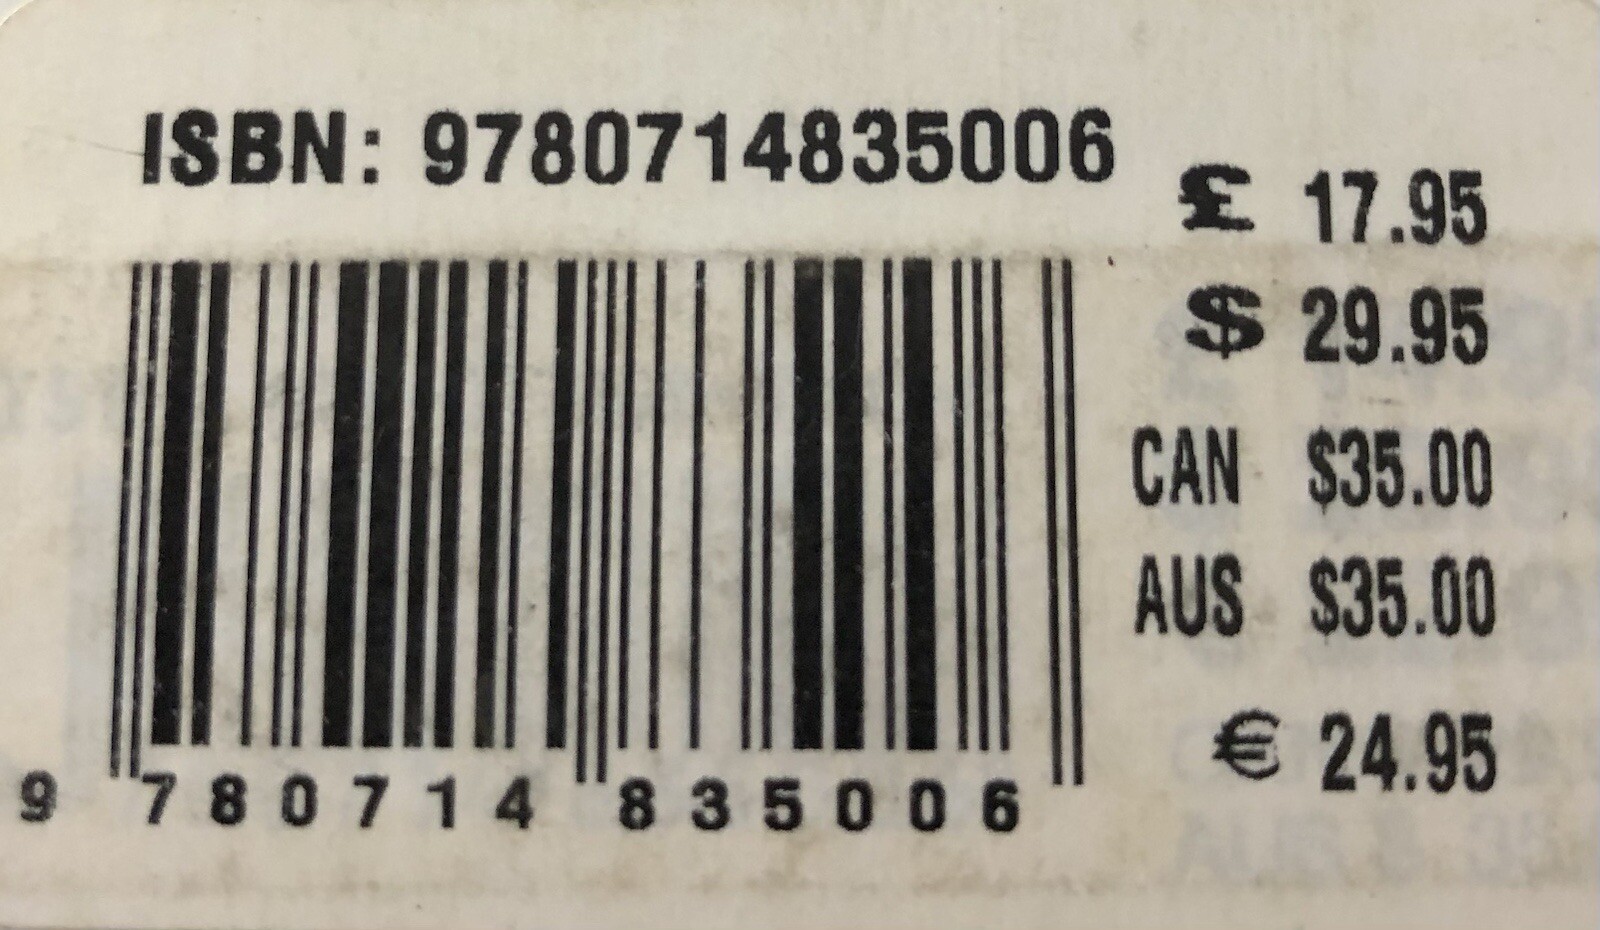 ISBN: 9780714835006
£ 17.95
$ 29.95
CAN $35.00
AUS $35.00
€ 24.95
9 780714 835006